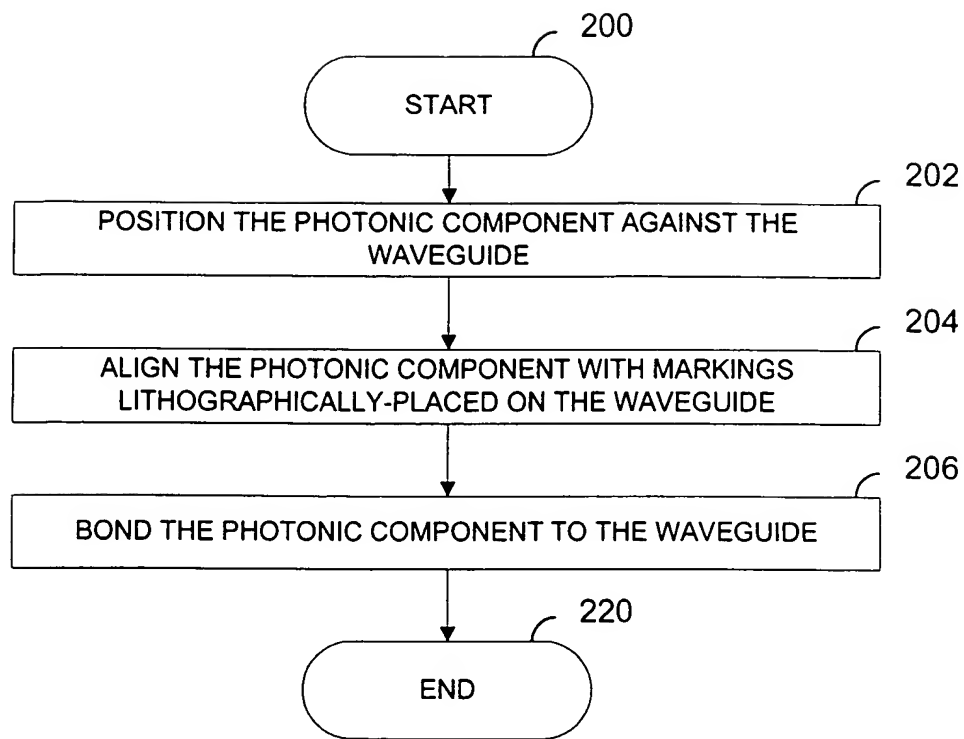 200
START
202
POSITION THE PHOTONIC COMPONENT AGAINST THE
WAVEGUIDE
204
ALIGN THE PHOTONIC COMPONENT WITH MARKINGS
LITHOGRAPHICALLY-PLACED ON THE WAVEGUIDE
206
BOND THE PHOTONIC COMPONENT TO THE WAVEGUIDE
220
END